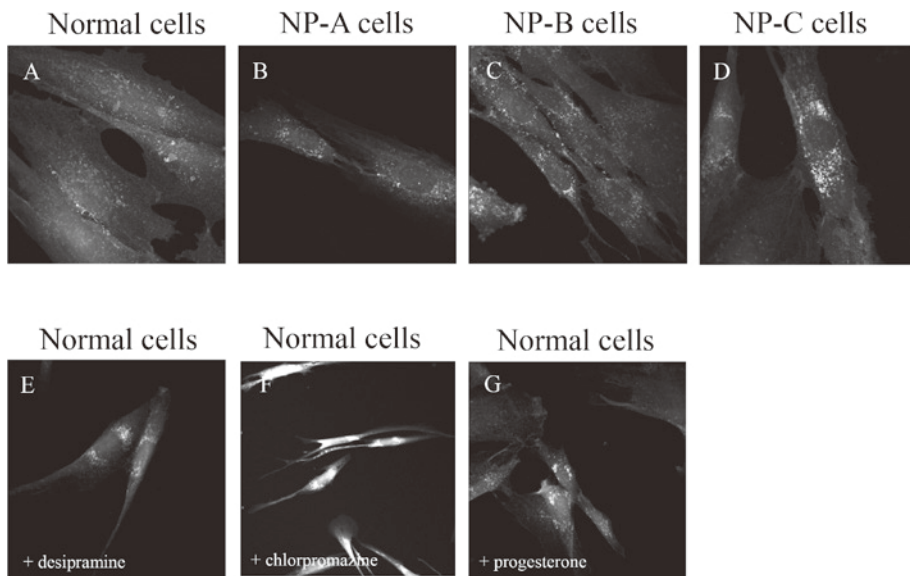 Normal cells NP-A cells NP-B cells NP-C cells
A B C D
Normal cells Normal cells Normal cells
E F G
+ desipramine + chlorpromazine + progesterone